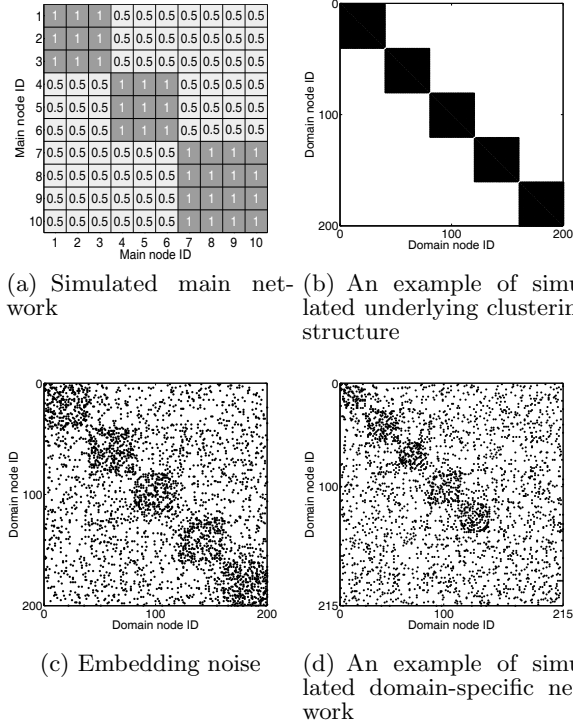 Main node ID
1 1 1 1 0.5 0.5 0.5 0.5 0.5 0.5 0.5
2 1 1 1 0.5 0.5 0.5 0.5 0.5 0.5 0.5
3 1 1 1 0.5 0.5 0.5 0.5 0.5 0.5 0.5
4 0.5 0.5 0.5 1 1 1 0.5 0.5 0.5 0.5
5 0.5 0.5 0.5 1 1 1 0.5 0.5 0.5 0.5
6 0.5 0.5 0.5 1 1 1 0.5 0.5 0.5 0.5
7 0.5 0.5 0.5 0.5 0.5 0.5 1 1 1 1
8 0.5 0.5 0.5 0.5 0.5 0.5 1 1 1 1
9 0.5 0.5 0.5 0.5 0.5 0.5 1 1 1 1
10 0.5 0.5 0.5 0.5 0.5 0.5 1 1 1 1
1 2 3 4 5 6 7 8 9 10
Main node ID
(a) Simulated main net-
work
0
Domain node ID
100
200
0 100 200
Domain node ID
(b) An example of simu
lated underlying clusterin
structure
0
Domain node ID
100
200
0 100 200
Domain node ID
(c) Embedding noise
0
Domain node ID
100
215
0 100 215
Domain node ID
(d) An example of simu
lated domain-specific ne
work